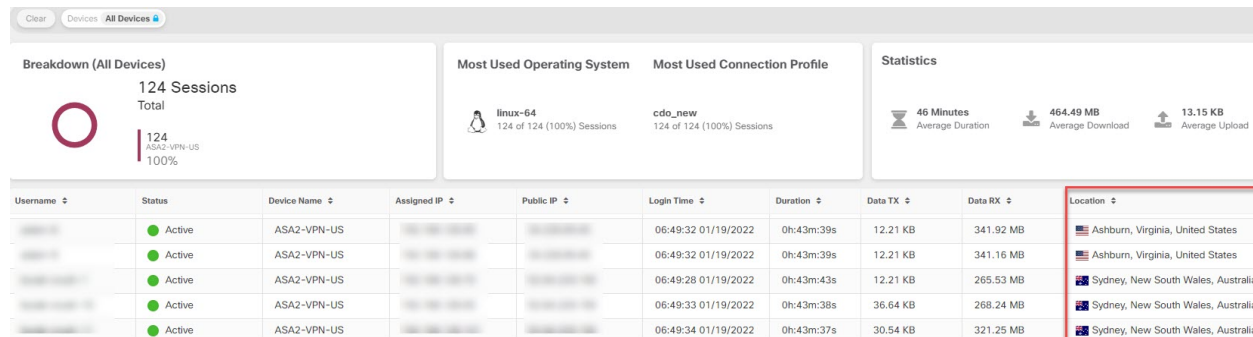 Clear Devices All Devices
Breakdown (All Devices)
124 Sessions
Total
124
ASA2-VPN-US
100%
Most Used Operating System Most Used Connection Profile
linux-64 cdo_new
124 of 124 (100%) Sessions 124 of 124 (100%) Sessions
Statistics
46 Minutes 464.49 MB 13.15 KB
Average Duration Average Download Average Upload
Username Status Device Name Assigned IP Public IP Login Time Duration Data TX Data RX Location
Active ASA2-VPN-US 06:49:32 01/19/2022 0h:43m:39s 12.21 KB 341.92 MB Ashburn, Virginia, United States
Active ASA2-VPN-US 06:49:32 01/19/2022 0h:43m:39s 12.21 KB 341.16 MB Ashburn, Virginia, United States
Active ASA2-VPN-US 06:49:28 01/19/2022 0h:43m:43s 12.21 KB 265.53 MB Sydney, New South Wales, Australia
Active ASA2-VPN-US 06:49:33 01/19/2022 0h:43m:38s 36.64 KB 268.24 MB Sydney, New South Wales, Australia
Active ASA2-VPN-US 06:49:34 01/19/2022 0h:43m:37s 30.54 KB 321.25 MB Sydney, New South Wales, Australia